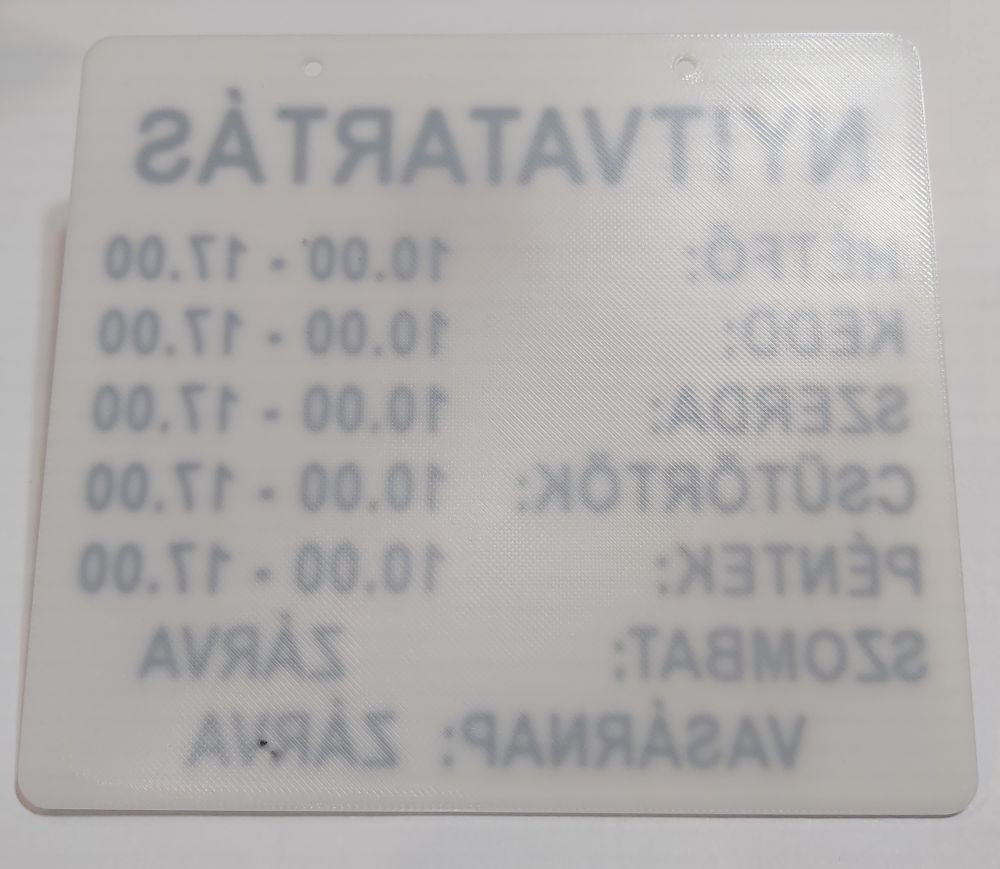 NYITVATARTÁS
HÉTFŐ: 10.00 - 17.00
KEDD: 10.00 - 17.00
SZERDA: 10.00 - 17.00
CSÜTÖRTÖK: 10.00 - 17.00
PÉNTEK: 10.00 - 17.00
SZOMBAT: ZÁRVA
VASÁRNAP: ZÁRVA